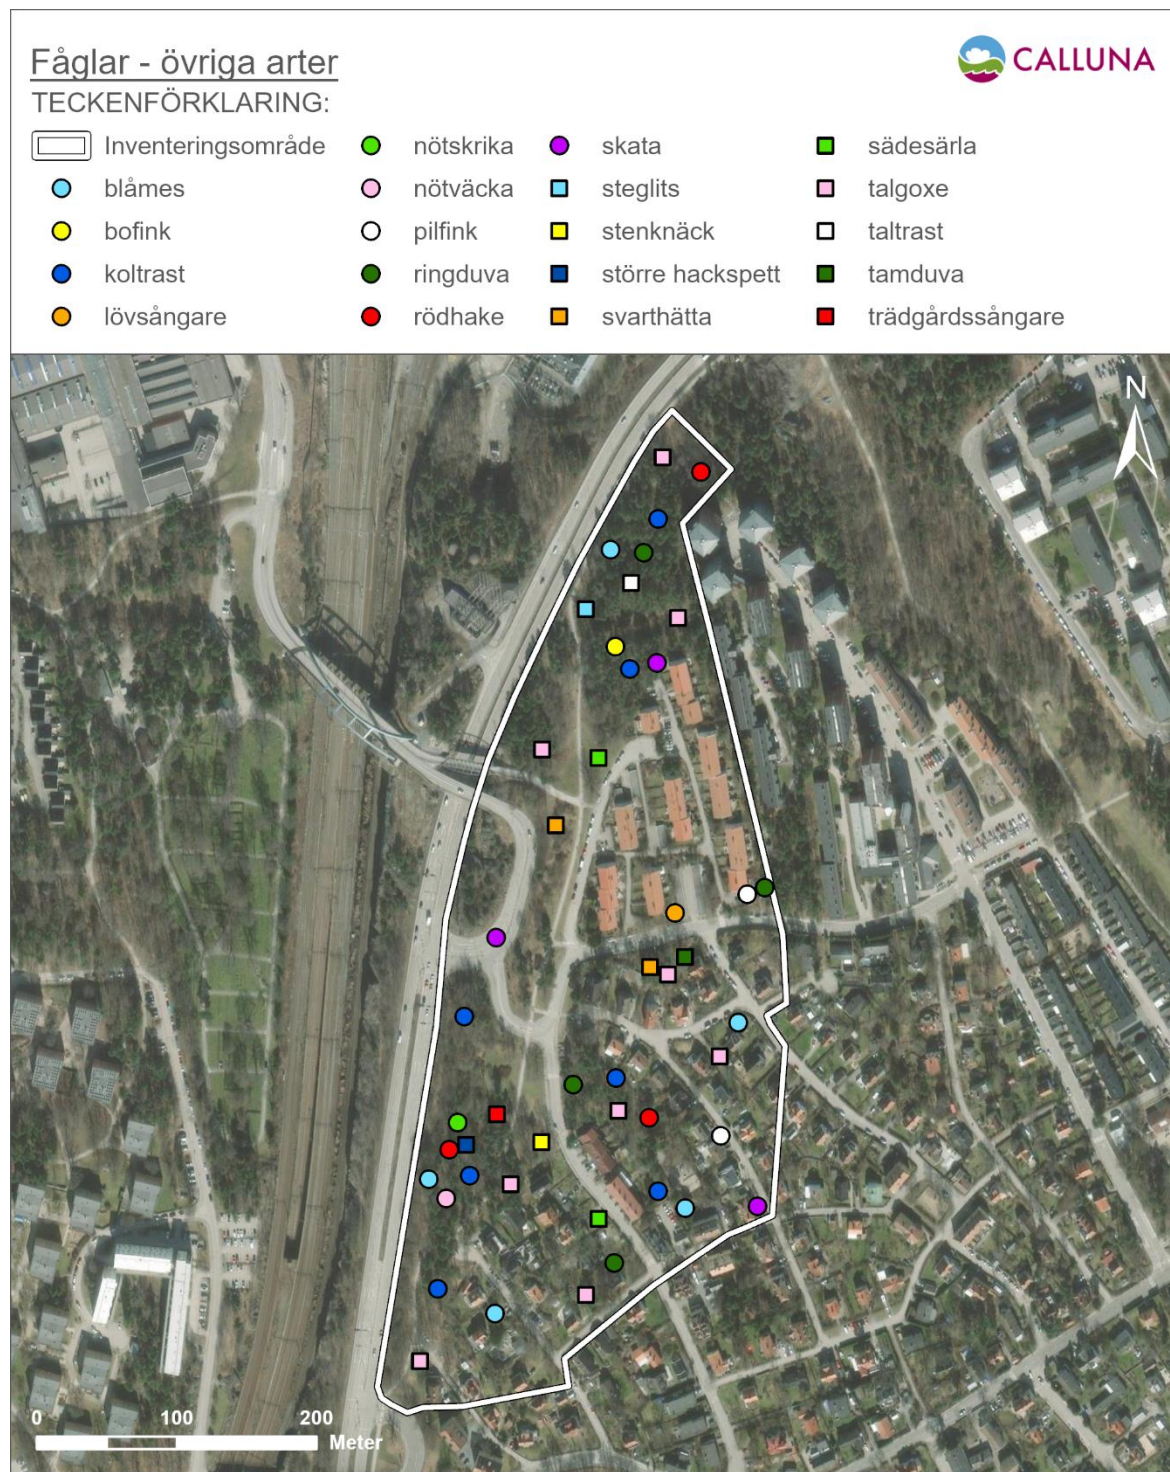 Fåglar - övriga arter
CALLUNA
TECKENFÖRKLARING:
Inventeringsområde
nötskrika
skata
sädesärla
blåmes
nötväcka
steglits
talgoxe
bofink
pilfink
stenknäck
taltrast
koltrast
ringduva
större hackspett
tamduva
lövsångare
rödhake
svarthätta
trädgårdssångare
N
0 100 200
Meter